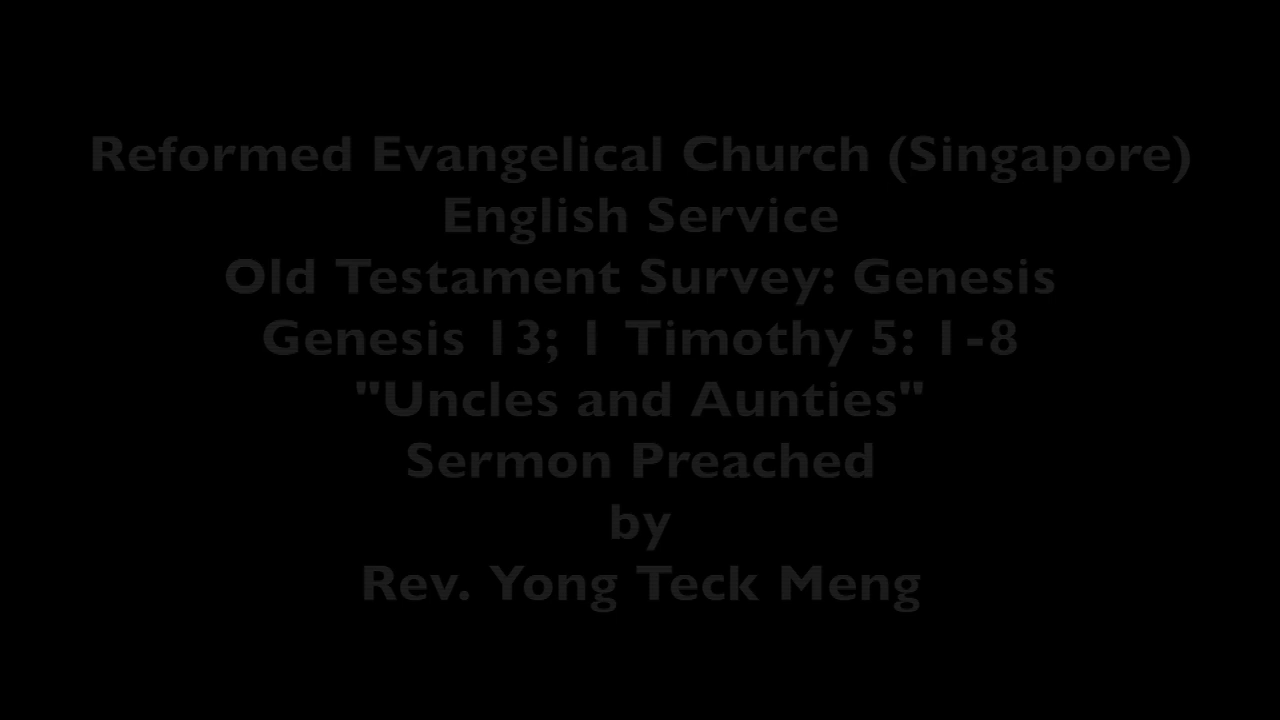 Reformed Evangelical Church (Singapore)
English Service
Old Testament Survey: Genesis
Genesis 13; 1 Timothy 5: 1-8
"Uncles and Aunties"
Sermon Preached
by
Rev. Yong Teck Meng